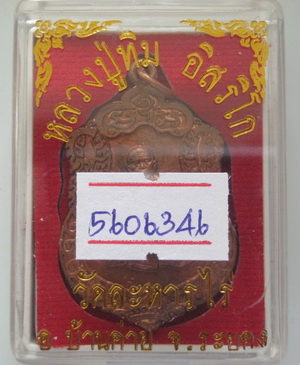 หลวงปู่ทิม อิสริโก
5606346
วัดละหารไร่
อ.บ้านค่าย จ.ระยอง